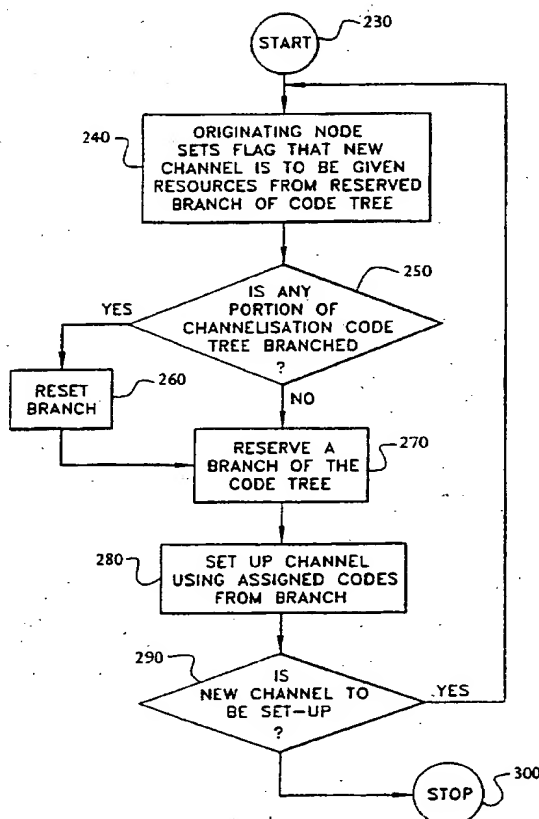 230
START
240
ORIGINATING NODE
SETS FLAG THAT NEW
CHANNEL IS TO BE GIVEN
RESOURCES FROM RESERVED
BRANCH OF CODE TREE
250
IS ANY
PORTION OF
CHANNELISATION CODE
TREE BRANCHED
?
YES
NO
260
RESET
BRANCH
270
RESERVE A
BRANCH OF THE
CODE TREE
280
SET UP CHANNEL
USING ASSIGNED CODES
FROM BRANCH
290
IS
NEW CHANNEL TO
BE SET-UP
?
YES
300
STOP